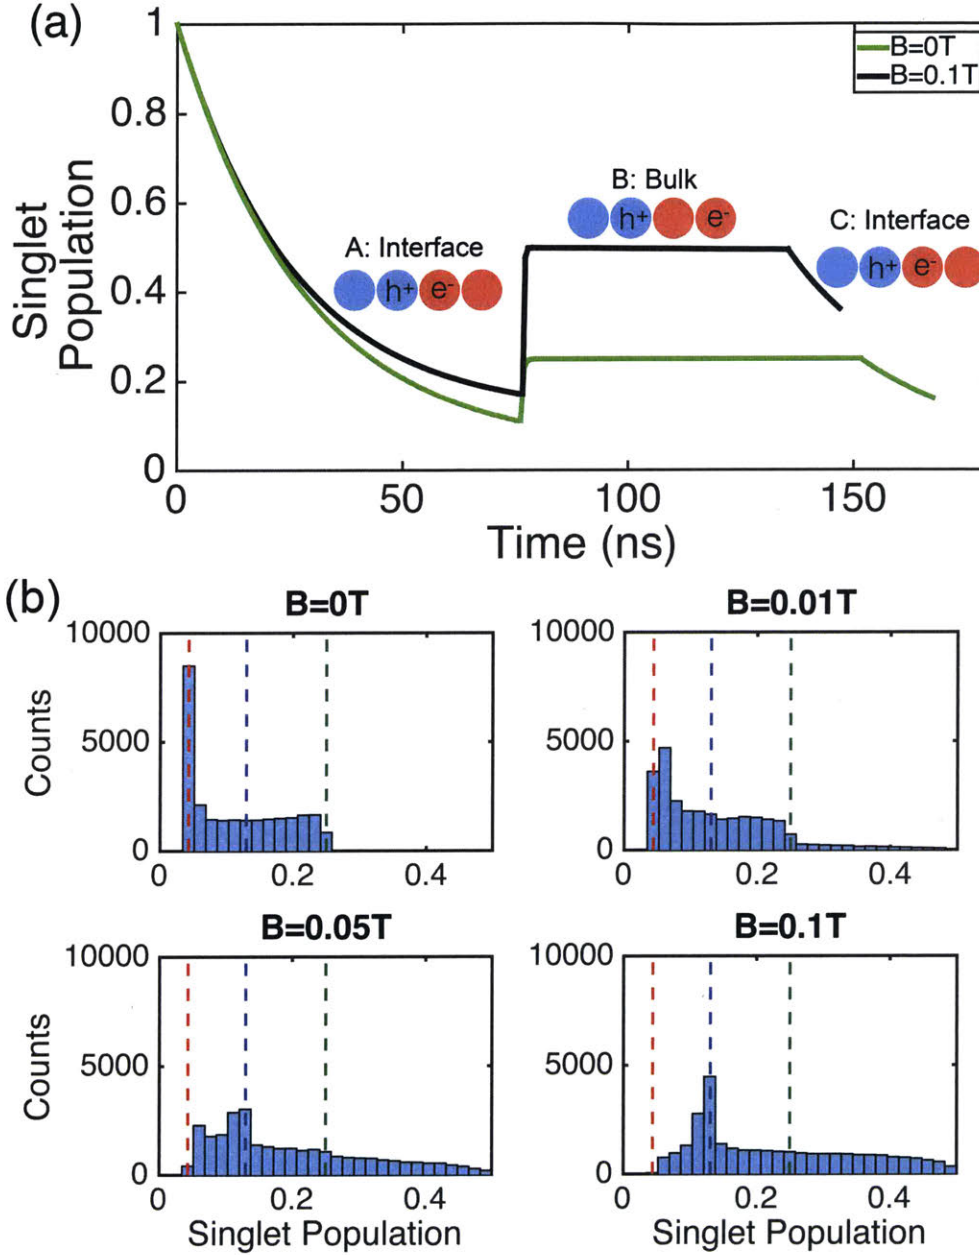 (a)
B=0T
B=0.1T
1
0.8
0.6
0.4
0.2
0
Singlet
Population
A: Interface
h+ e-
B: Bulk
h+ e-
C: Interface
h+ e-
0 50 100 150
Time (ns)
(b)
B=0T
10000
5000
0
Counts
0 0.2 0.4
B=0.01T
10000
5000
0
0 0.2 0.4
B=0.05T
10000
5000
0
Counts
0 0.2 0.4
Singlet Population
B=0.1T
10000
5000
0
0 0.2 0.4
Singlet Population